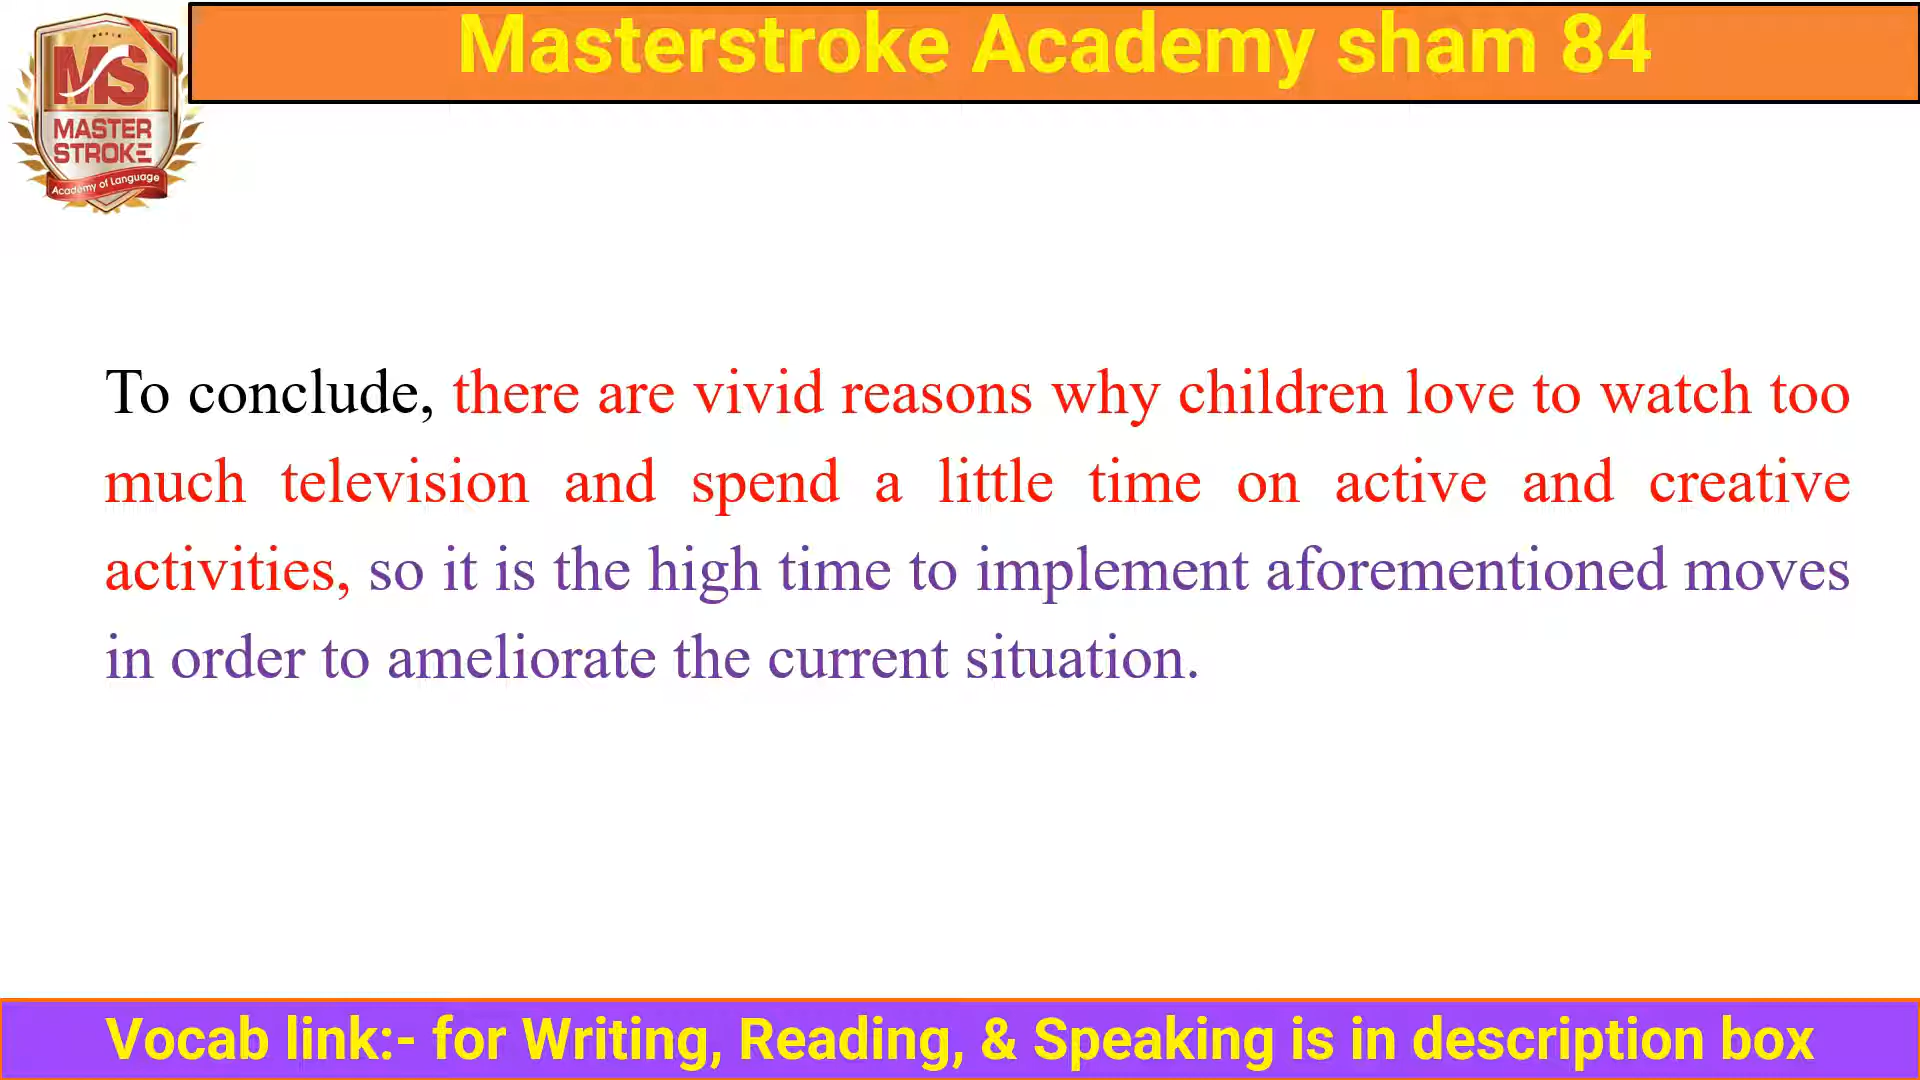 Masterstroke Academy sham 84
MS
MASTER
STROKE
Academy of Language
To conclude, there are vivid reasons why children love to watch too
much television and spend a little time on active and creative
activities, so it is the high time to implement aforementioned moves
in order to ameliorate the current situation.
Vocab link:- for Writing, Reading, & Speaking is in description box